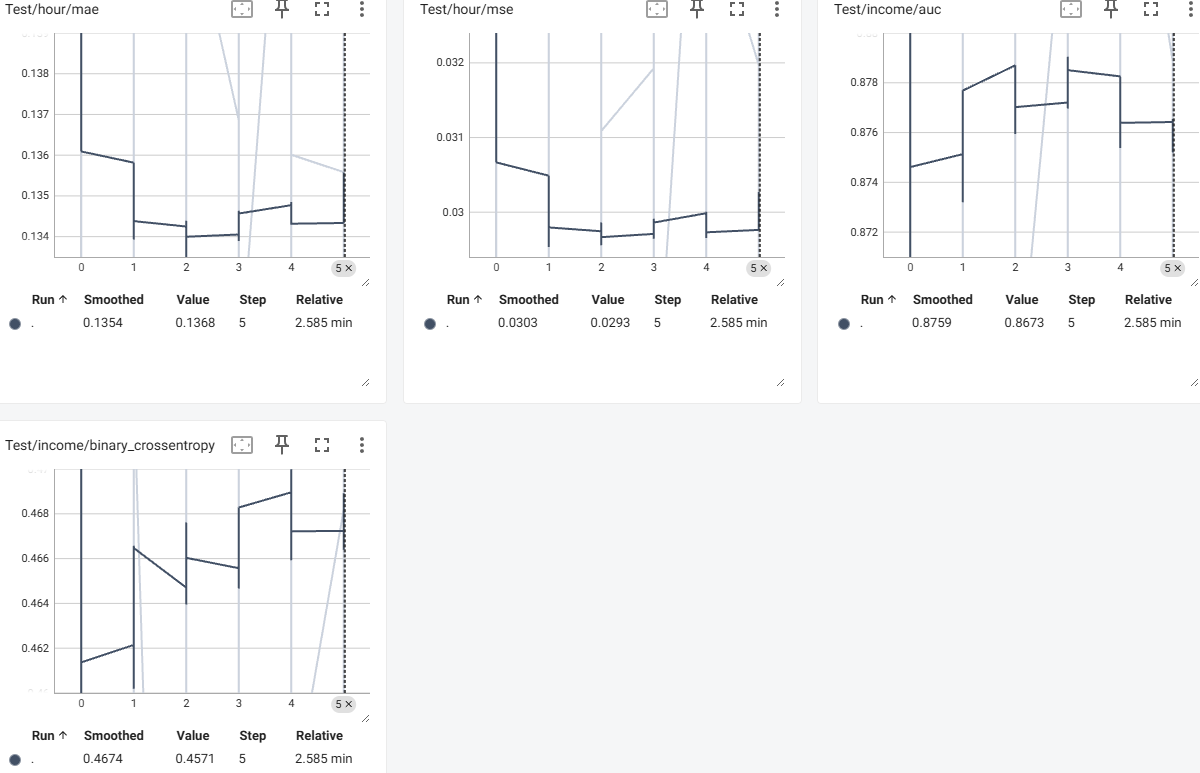 Test/hour/mae
0.138
0.137
0.136
0.135
0.134
0 1 2 3 4 5 ×
Run ↑ Smoothed Value Step Relative
. 0.1354 0.1368 5 2.585 min
Test/hour/mse
0.032
0.031
0.03
0 1 2 3 4 5 ×
Run ↑ Smoothed Value Step Relative
. 0.0303 0.0293 5 2.585 min
Test/income/auc
0.878
0.876
0.874
0.872
0 1 2 3 4 5 ×
Run ↑ Smoothed Value Step Relative
. 0.8759 0.8673 5 2.585 min
Test/income/binary_crossentropy
0.468
0.466
0.464
0.462
0 1 2 3 4 5 ×
Run ↑ Smoothed Value Step Relative
. 0.4674 0.4571 5 2.585 min